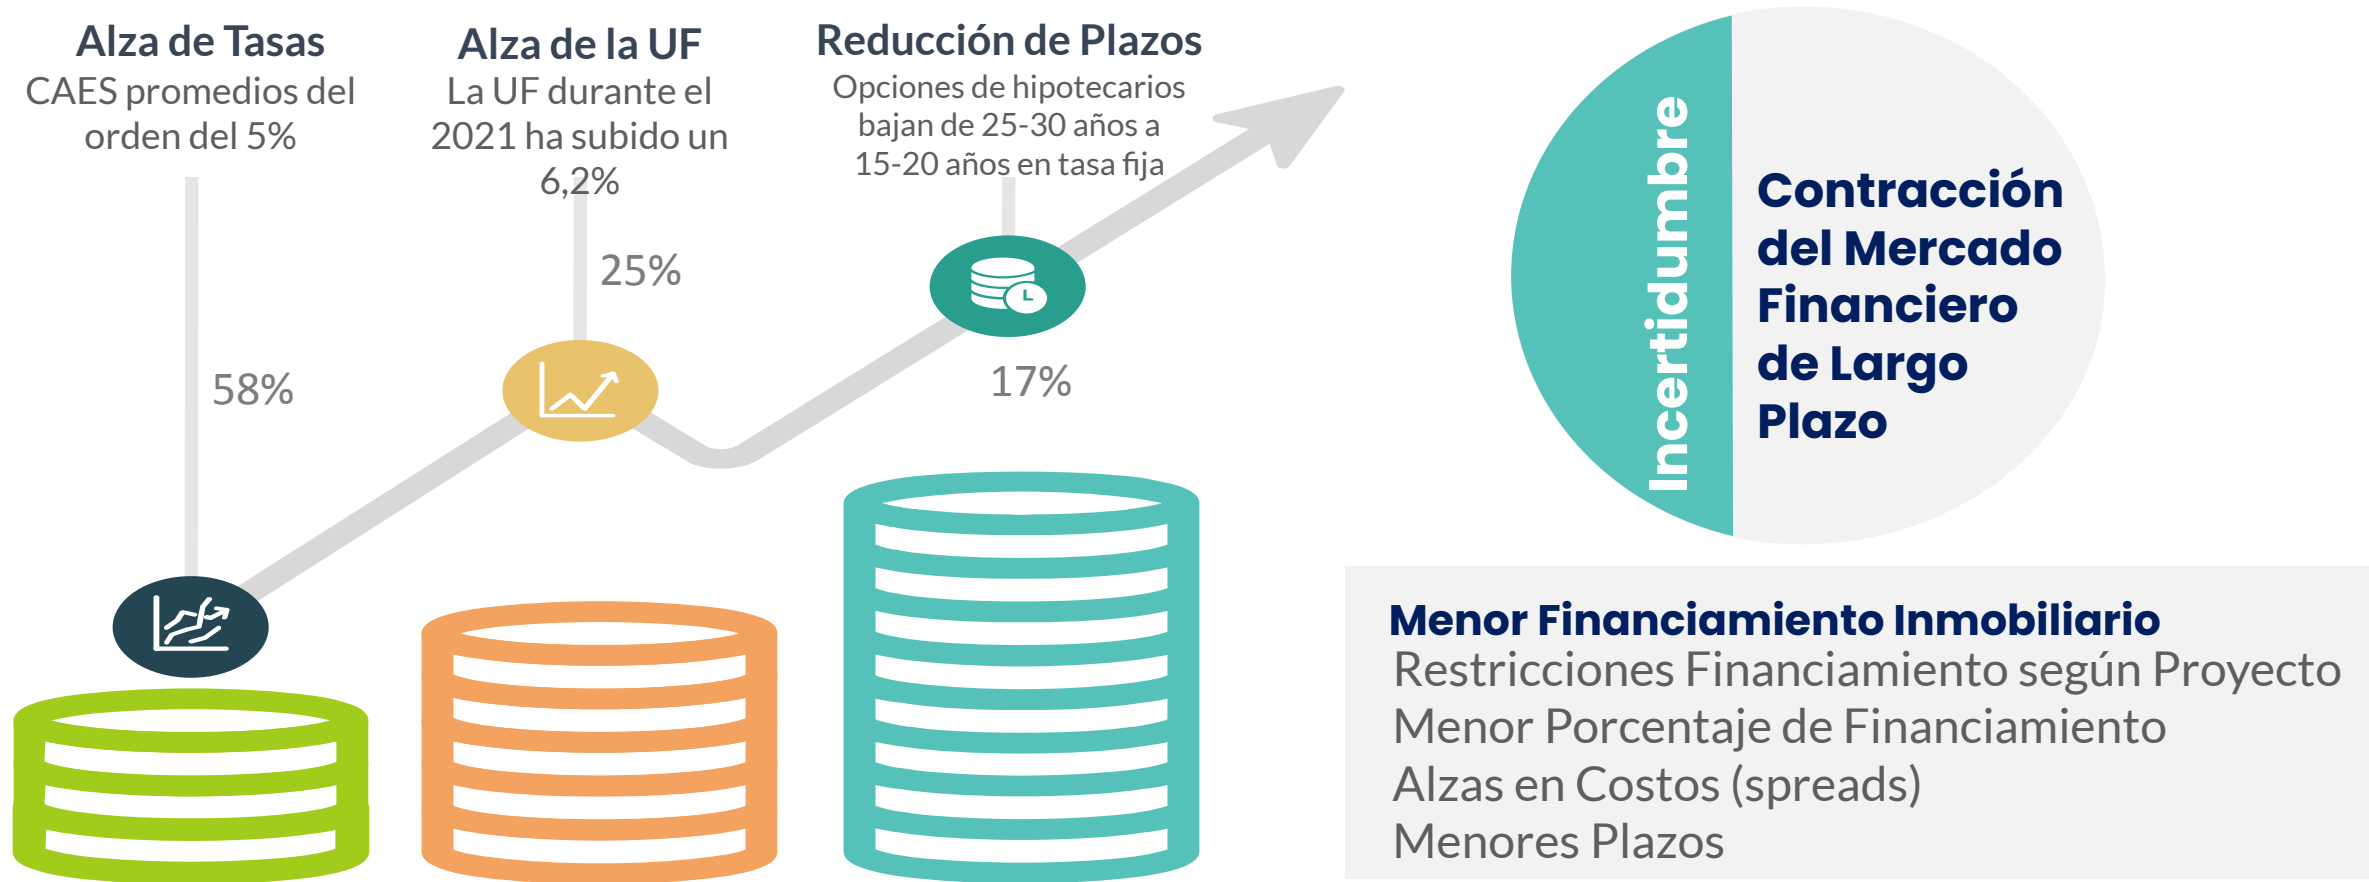 Alza de Tasas
CAES promedios del
orden del 5%
58%
Alza de la UF
La UF durante el
2021 ha subido un
6,2%
25%
Reducción de Plazos
Opciones de hipotecarios
bajan de 25-30 años a
15-20 años en tasa fija
17%
Incertidumbre
Contracción
del Mercado
Financiero
de Largo
Plazo
Menor Financiamiento Inmobiliario
Restricciones Financiamiento según Proyecto
Menor Porcentaje de Financiamiento
Alzas en Costos (spreads)
Menores Plazos